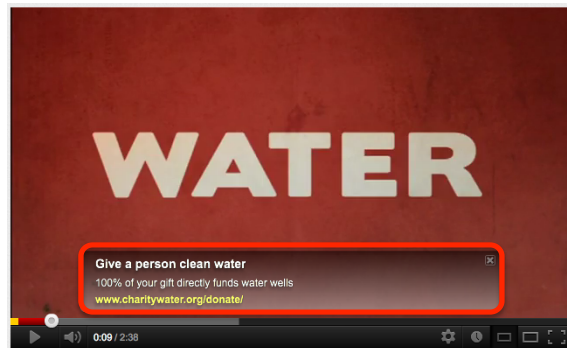 WATER
Give a person clean water
100% of your gift directly funds water wells
www.charitywater.org/donate/
0:09 / 2:38